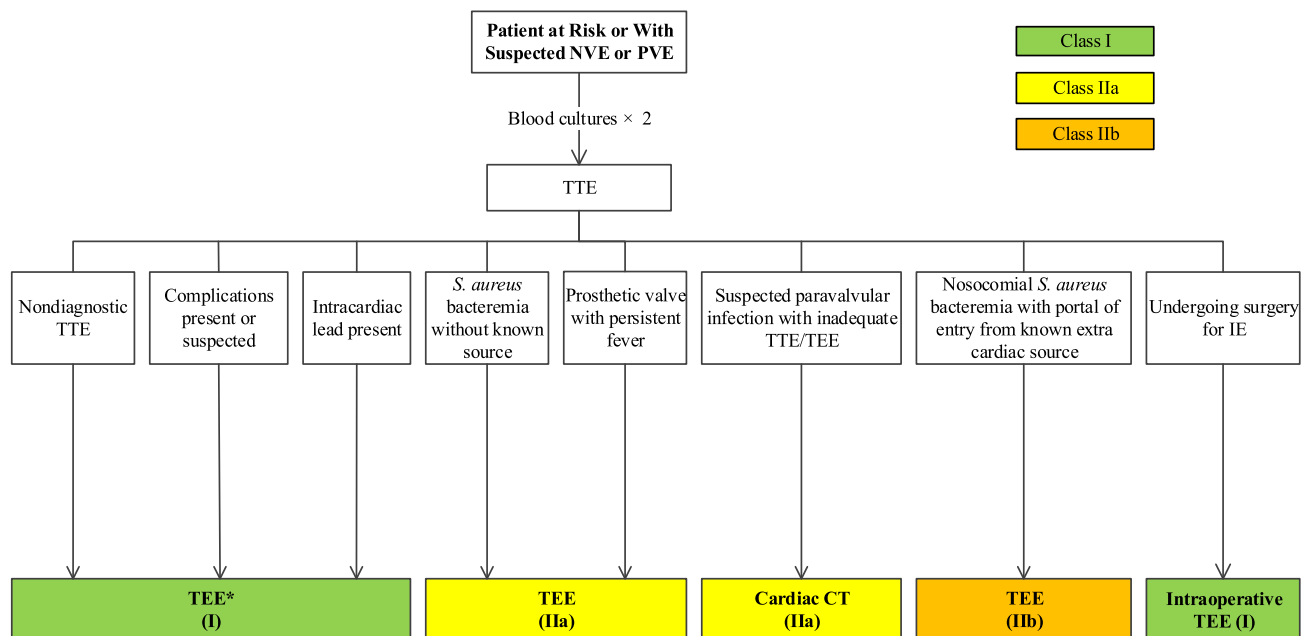 Patient at Risk or With
Suspected NVE or PVE
Class I
Class IIa
Class IIb
Blood cultures × 2
TTE
Nondiagnostic
TTE
Complications
present or
suspected
Intracardiac
lead present
S. aureus
bacteremia
without known
source
Prosthetic valve
with persistent
fever
Suspected paravalvular
infection with inadequate
TTE/TEE
Nosocomial S. aureus
bacteremia with portal of
entry from known extra
cardiac source
Undergoing surgery
for IE
TEE*
(I)
TEE
(IIa)
Cardiac CT
(IIa)
TEE
(IIb)
Intraoperative
TEE (I)